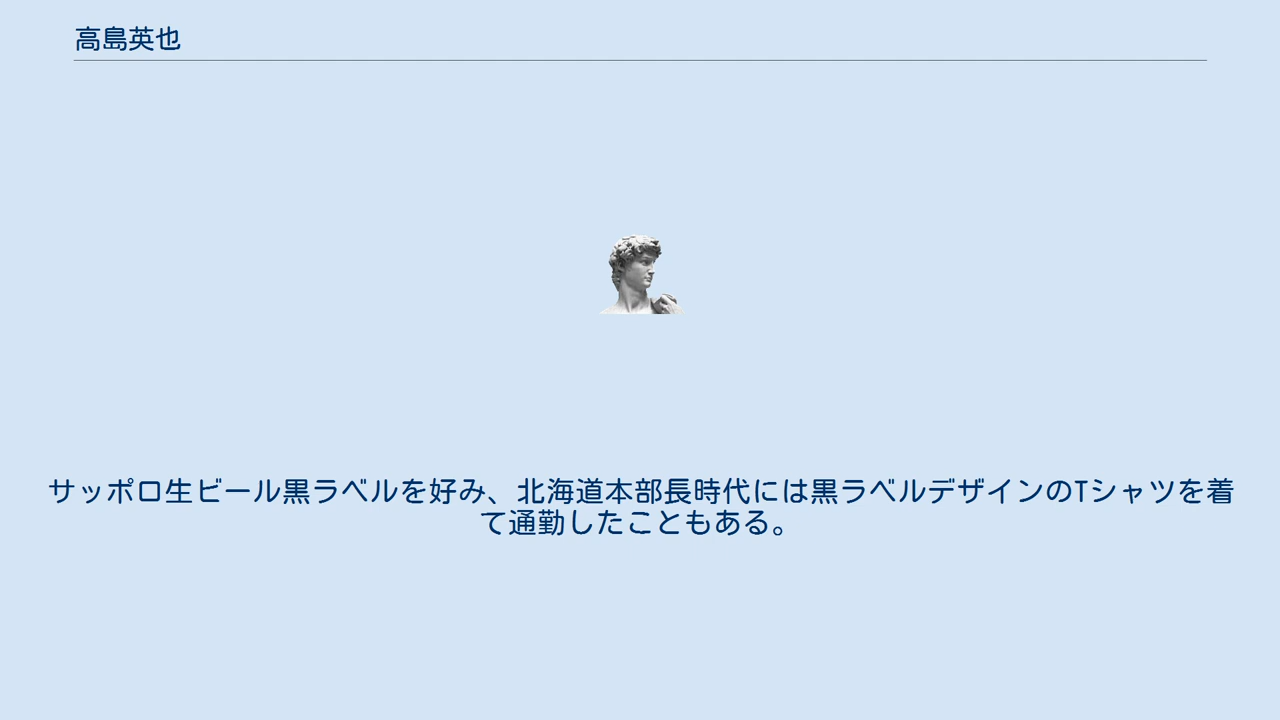 高島英也
サッポロ生ビール黒ラベルを好み、北海道本部長時代には黒ラベルデザインのTシャツを着
て通勤したこともある。